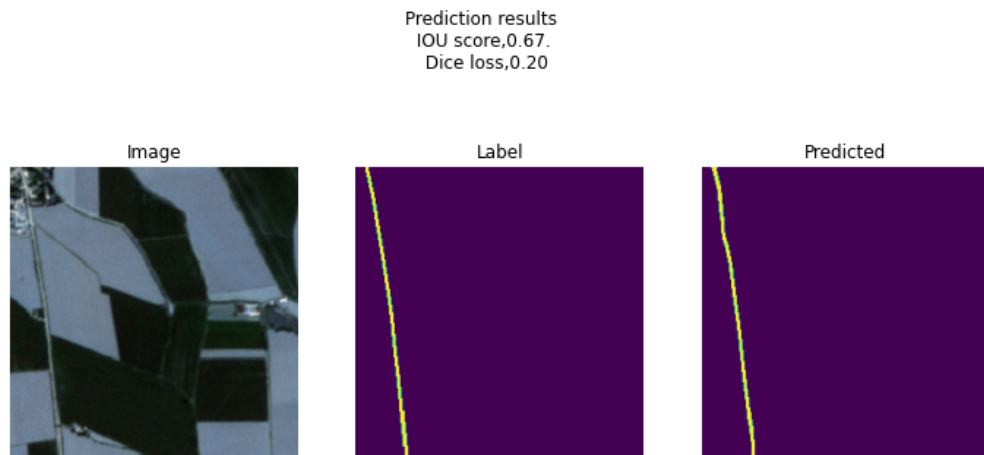 Prediction results
IOU score,0.67.
Dice loss,0.20
Image
Label
Predicted